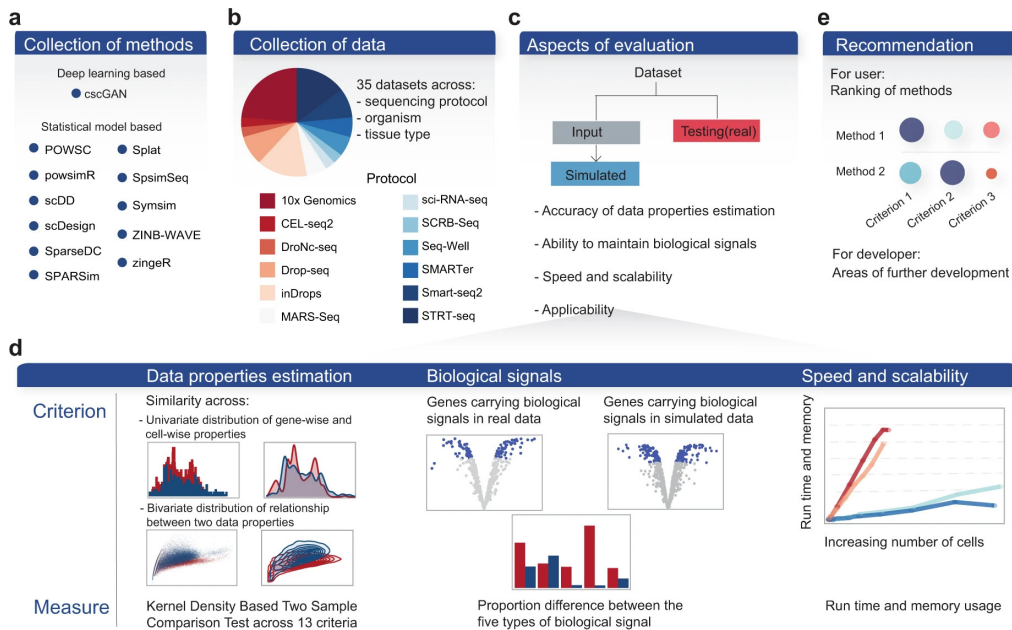 a
Collection of methods
Deep learning based
cscGAN
Statistical model based
POWSC
powsimR
scDD
scDesign
SparseDC
SPARSim
Splat
SpsimSeq
Symsim
ZINB-WAVE
zingeR
b
Collection of data
35 datasets across:
- sequencing protocol
- organism
- tissue type
Protocol
10x Genomics
CEL-seq2
DroNc-seq
Drop-seq
inDrops
MARS-Seq
sci-RNA-seq
SCRB-Seq
Seq-Well
SMARTer
Smart-seq2
STRT-seq
c
Aspects of evaluation
Dataset
Input
Testing(real)
Simulated
- Accuracy of data properties estimation
- Ability to maintain biological signals
- Speed and scalability
- Applicability
e
Recommendation
For user:
Ranking of methods
Method 1
Method 2
Criterion 1
Criterion 2
Criterion 3
For developer:
Areas of further development
d
Data properties estimation
Biological signals
Speed and scalability
Criterion
Similarity across:
- Univariate distribution of gene-wise and
cell-wise properties
- Bivariate distribution of relationship
between two data properties
Genes carrying biological
signals in real data
Genes carrying biological
signals in simulated data
Run time and memory
Increasing number of cells
Measure
Kernel Density Based Two Sample
Comparison Test across 13 criteria
Proportion difference between the
five types of biological signal
Run time and memory usage